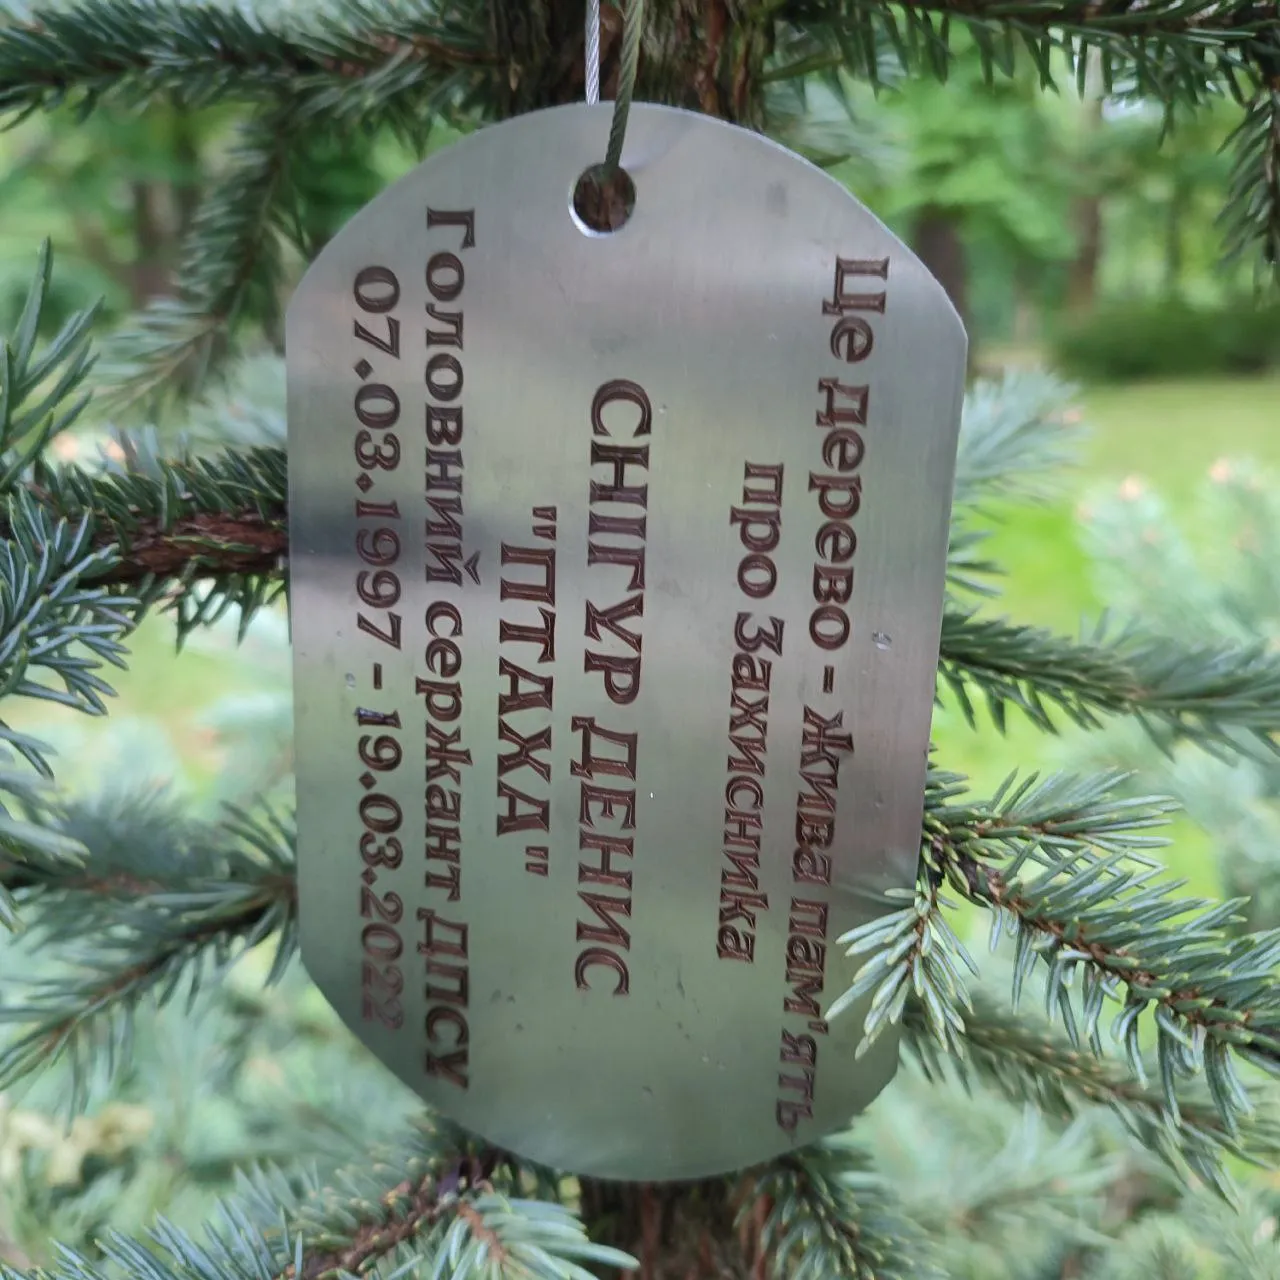 Це дерево - жива пам'ять
про Захисника
СНІГУР ДЕНИС
"ПТАХА"
Головний сержант ДПСУ
07.03.1997 - 19.03.2022